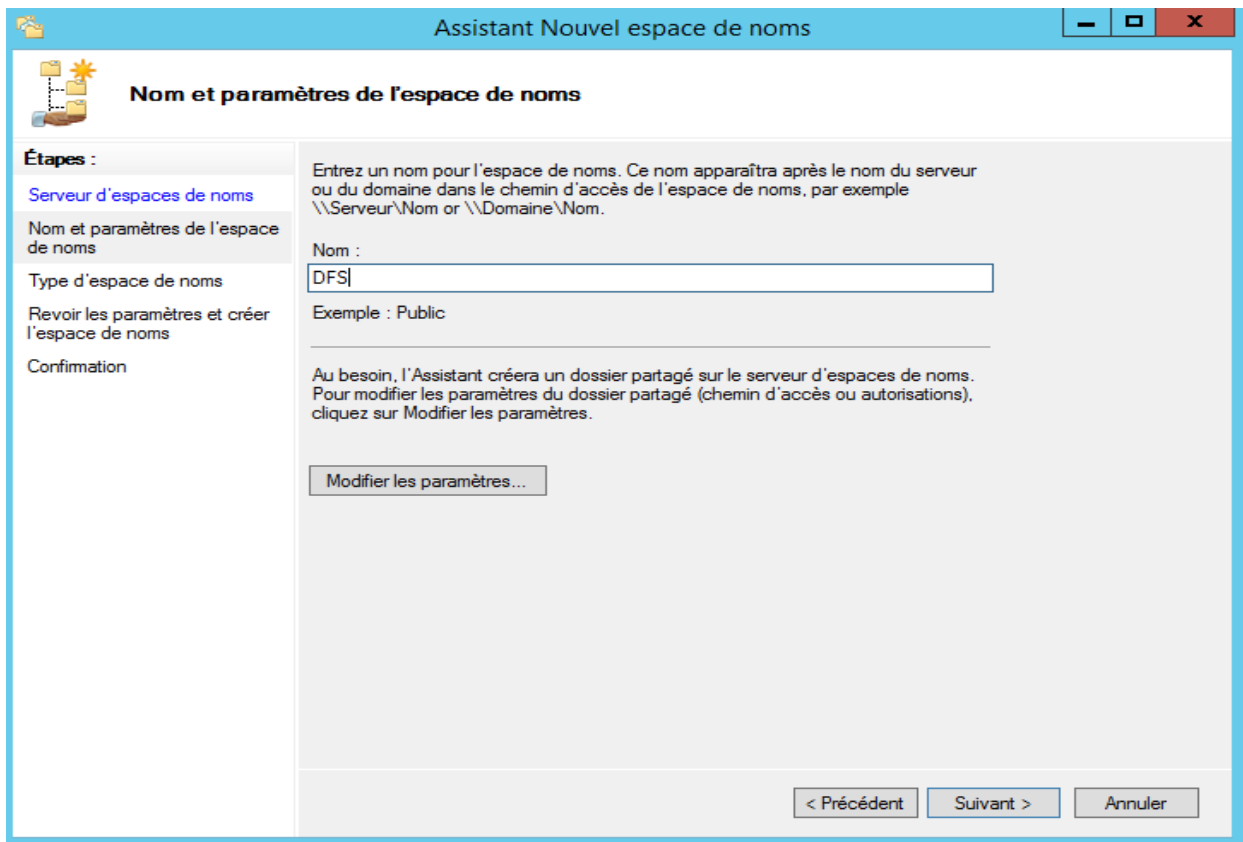 Assistant Nouvel espace de noms
Nom et paramètres de l'espace de noms
Étapes :
Serveur d'espaces de noms
Nom et paramètres de l'espace
de noms
Type d'espace de noms
Revoir les paramètres et créer
l'espace de noms
Confirmation
Entrez un nom pour l'espace de noms. Ce nom apparaîtra après le nom du serveur
ou du domaine dans le chemin d'accès de l'espace de noms, par exemple
\\Serveur\Nom or \\Domaine\Nom.
Nom :
DFS
Exemple : Public
Au besoin, l'Assistant créera un dossier partagé sur le serveur d'espaces de noms.
Pour modifier les paramètres du dossier partagé (chemin d'accès ou autorisations),
cliquez sur Modifier les paramètres.
Modifier les paramètres...
< Précédent
Suivant >
Annuler